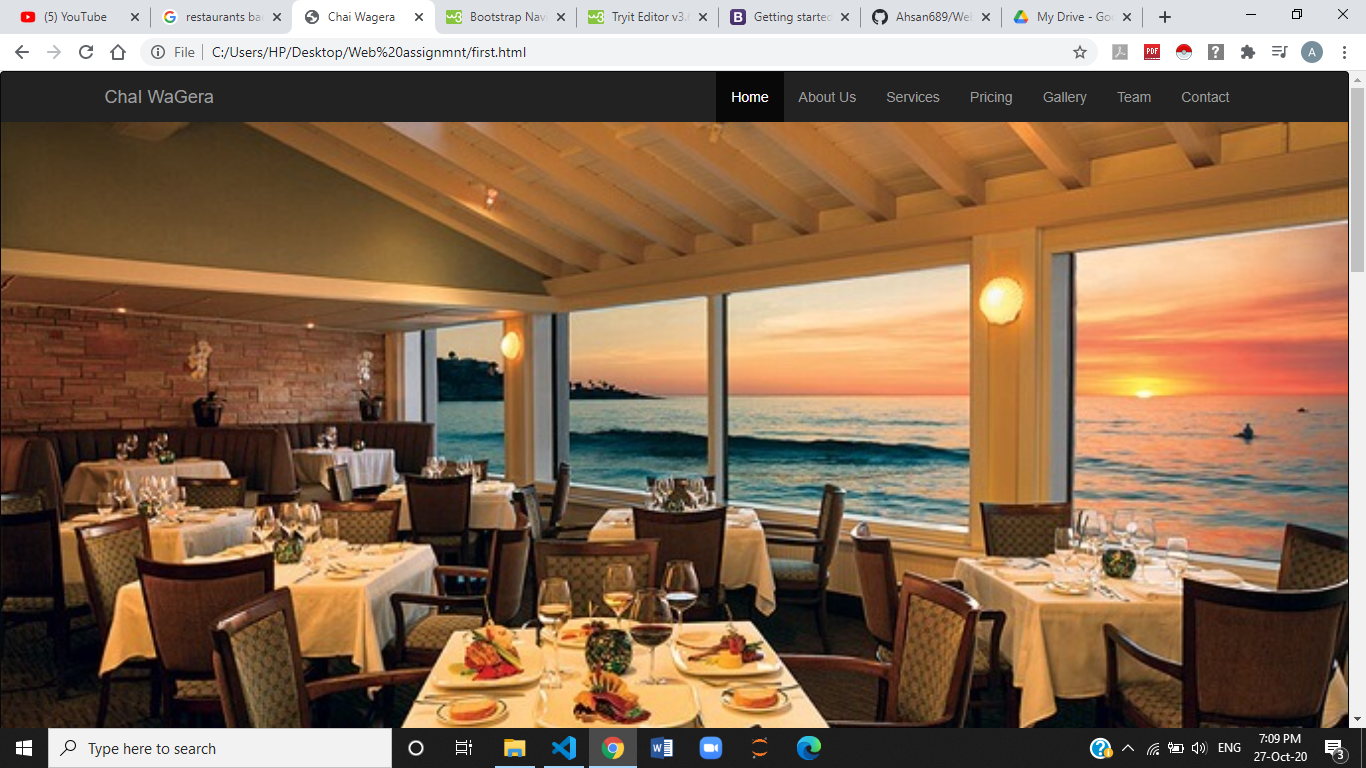 (5) YouTube
restaurants ba
Chai Wagera
Bootstrap Nav
Tryit Editor v3.
Getting started
Ahsan689/We
My Drive - Goo
File
C:/Users/HP/Desktop/Web%20assignmnt/first.html
PDF
A
Chal WaGera
Home
About Us
Services
Pricing
Gallery
Team
Contact
Type here to search
ENG
7:09 PM
27-Oct-20
3